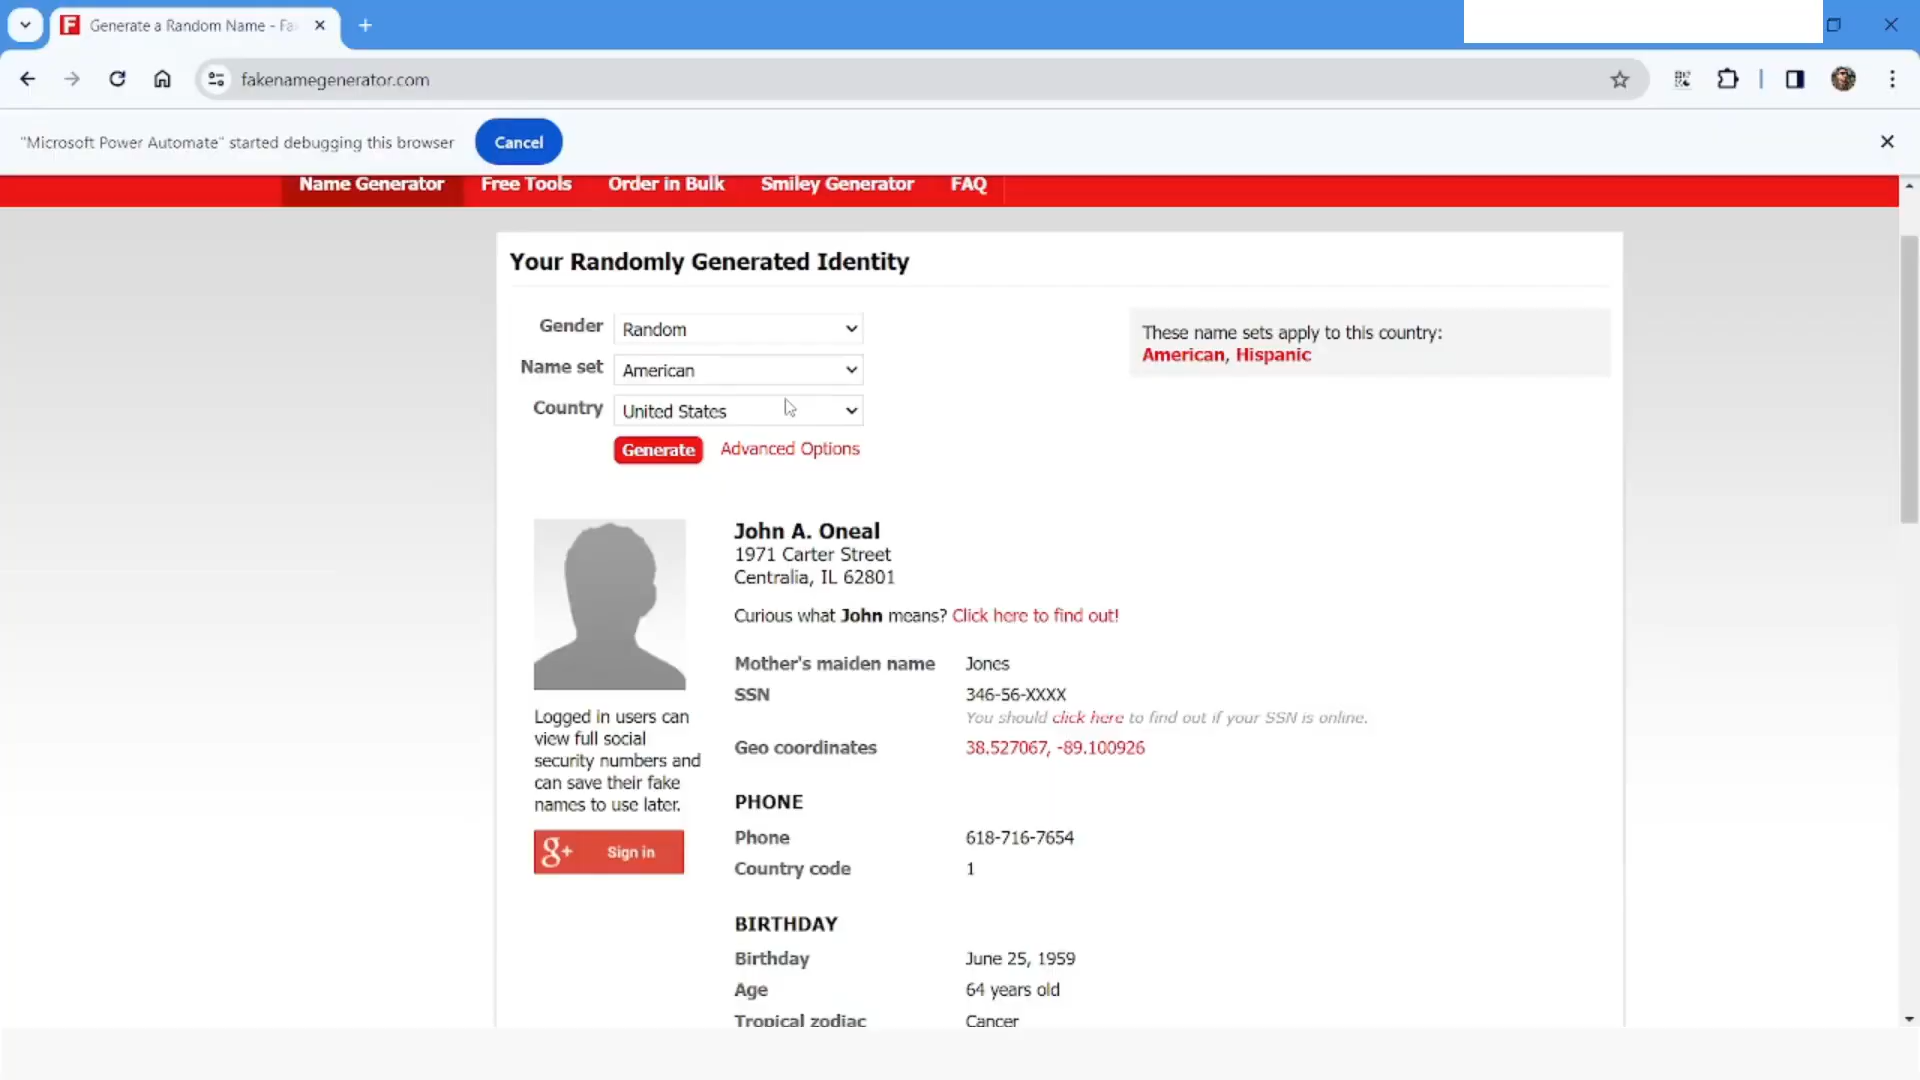 Generate a Random Name - Fa
fakenamegenerator.com
"Microsoft Power Automate" started debugging this browser
Cancel
Name Generator
Free Tools
Order in Bulk
Smiley Generator
FAQ
Your Randomly Generated Identity
Gender
Random
Name set
American
Country
United States
Generate
Advanced Options
These name sets apply to this country:
American, Hispanic
John A. Oneal
1971 Carter Street
Centralia, IL 62801
Curious what John means? Click here to find out!
Mother's maiden name
Jones
SSN
346-56-XXXX
You should click here to find out if your SSN is online.
Geo coordinates
38.527067, -89.100926
Logged in users can
view full social
security numbers and
can save their fake
names to use later.
g+ Sign in
PHONE
Phone
618-716-7654
Country code
1
BIRTHDAY
Birthday
June 25, 1959
Age
64 years old
Tropical zodiac
Cancer